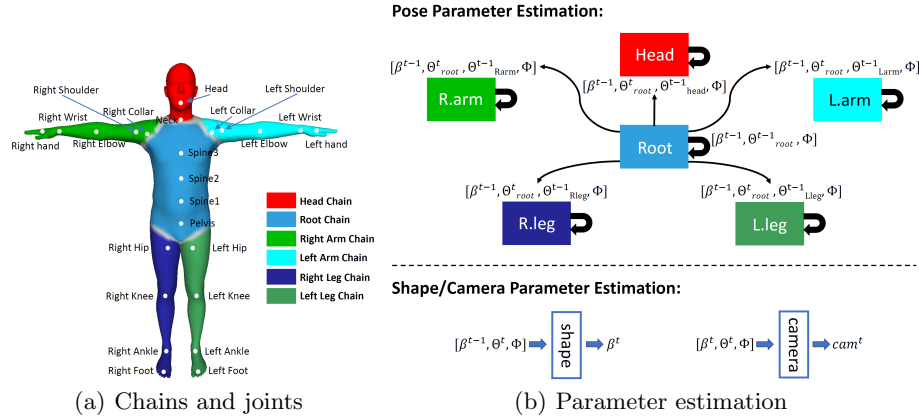 Pose Parameter Estimation:
Head
[β^{t-1}, Θ^t_{root}, Θ^{t-1}_{Rarm}, Φ]
[β^{t-1}, Θ^t_{root}, Θ^{t-1}_{Larm}, Φ]
R.arm
[β^{t-1}, Θ^t_{root}, Θ^{t-1}_{head}, Φ]
L.arm
Root
[β^{t-1}, Θ^{t-1}_{root}, Φ]
[β^{t-1}, Θ^t_{root}, Θ^{t-1}_{Rleg}, Φ]
[β^{t-1}, Θ^t_{root}, Θ^{t-1}_{Lleg}, Φ]
R.leg
L.leg
Shape/Camera Parameter Estimation:
[β^{t-1}, Θ^t, Φ]
shape
β^t
[β^t, Θ^t, Φ]
camera
cam^t
Right Shoulder
Head
Left Shoulder
Right Collar
Left Collar
Neck
Right Wrist
Left Wrist
Right hand
Right Elbow
Left Elbow
Left hand
Spine3
Spine2
Spine1
Pelvis
Right Hip
Left Hip
Right Knee
Left Knee
Right Ankle
Left Ankle
Right Foot
Left Foot
Head Chain
Root Chain
Right Arm Chain
Left Arm Chain
Right Leg Chain
Left Leg Chain
(a) Chains and joints
(b) Parameter estimation